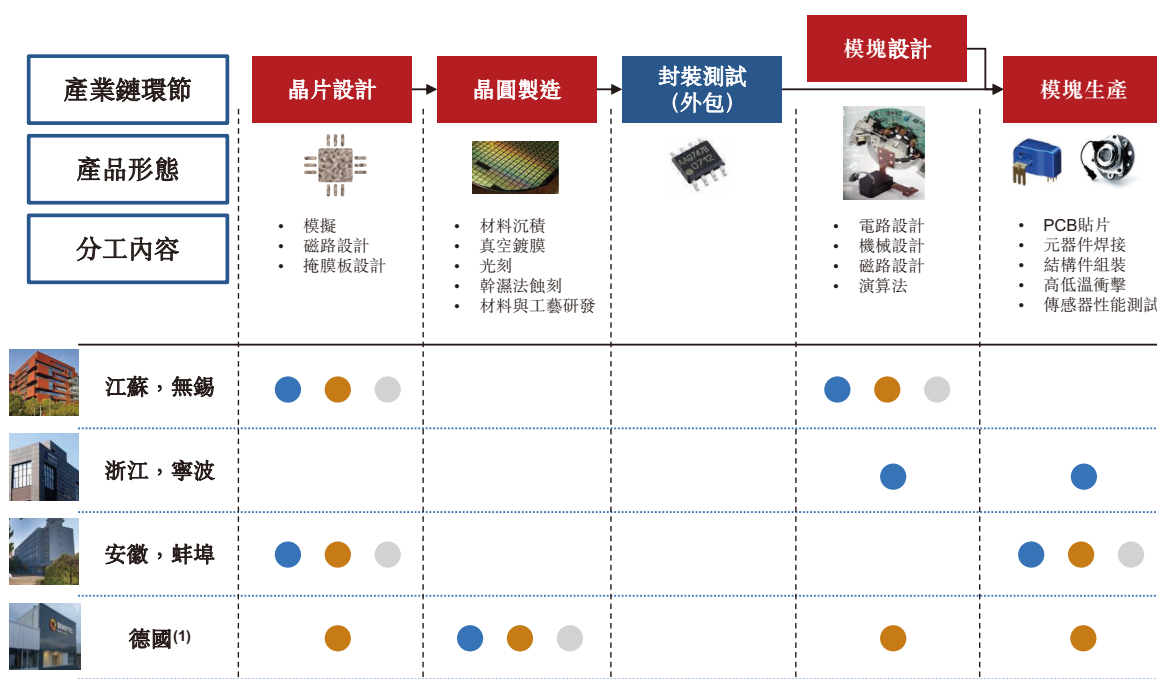 模塊設計
產業鏈環節
晶片設計
晶圓製造
封裝測試
（外包）
模塊生產
產品形態
AAQ7476
0712
分工內容
• 模擬
• 磁路設計
• 掩膜板設計
• 材料沉積
• 真空鍍膜
• 光刻
• 幹濕法蝕刻
• 材料與工藝研發
• 電路設計
• 機械設計
• 磁路設計
• 演算法
• PCB貼片
• 元器件焊接
• 結構件組裝
• 高低溫衝擊
• 傳感器性能測試
江蘇，無錫
浙江，寧波
安徽，蚌埠
德國(1)
SENSITEC